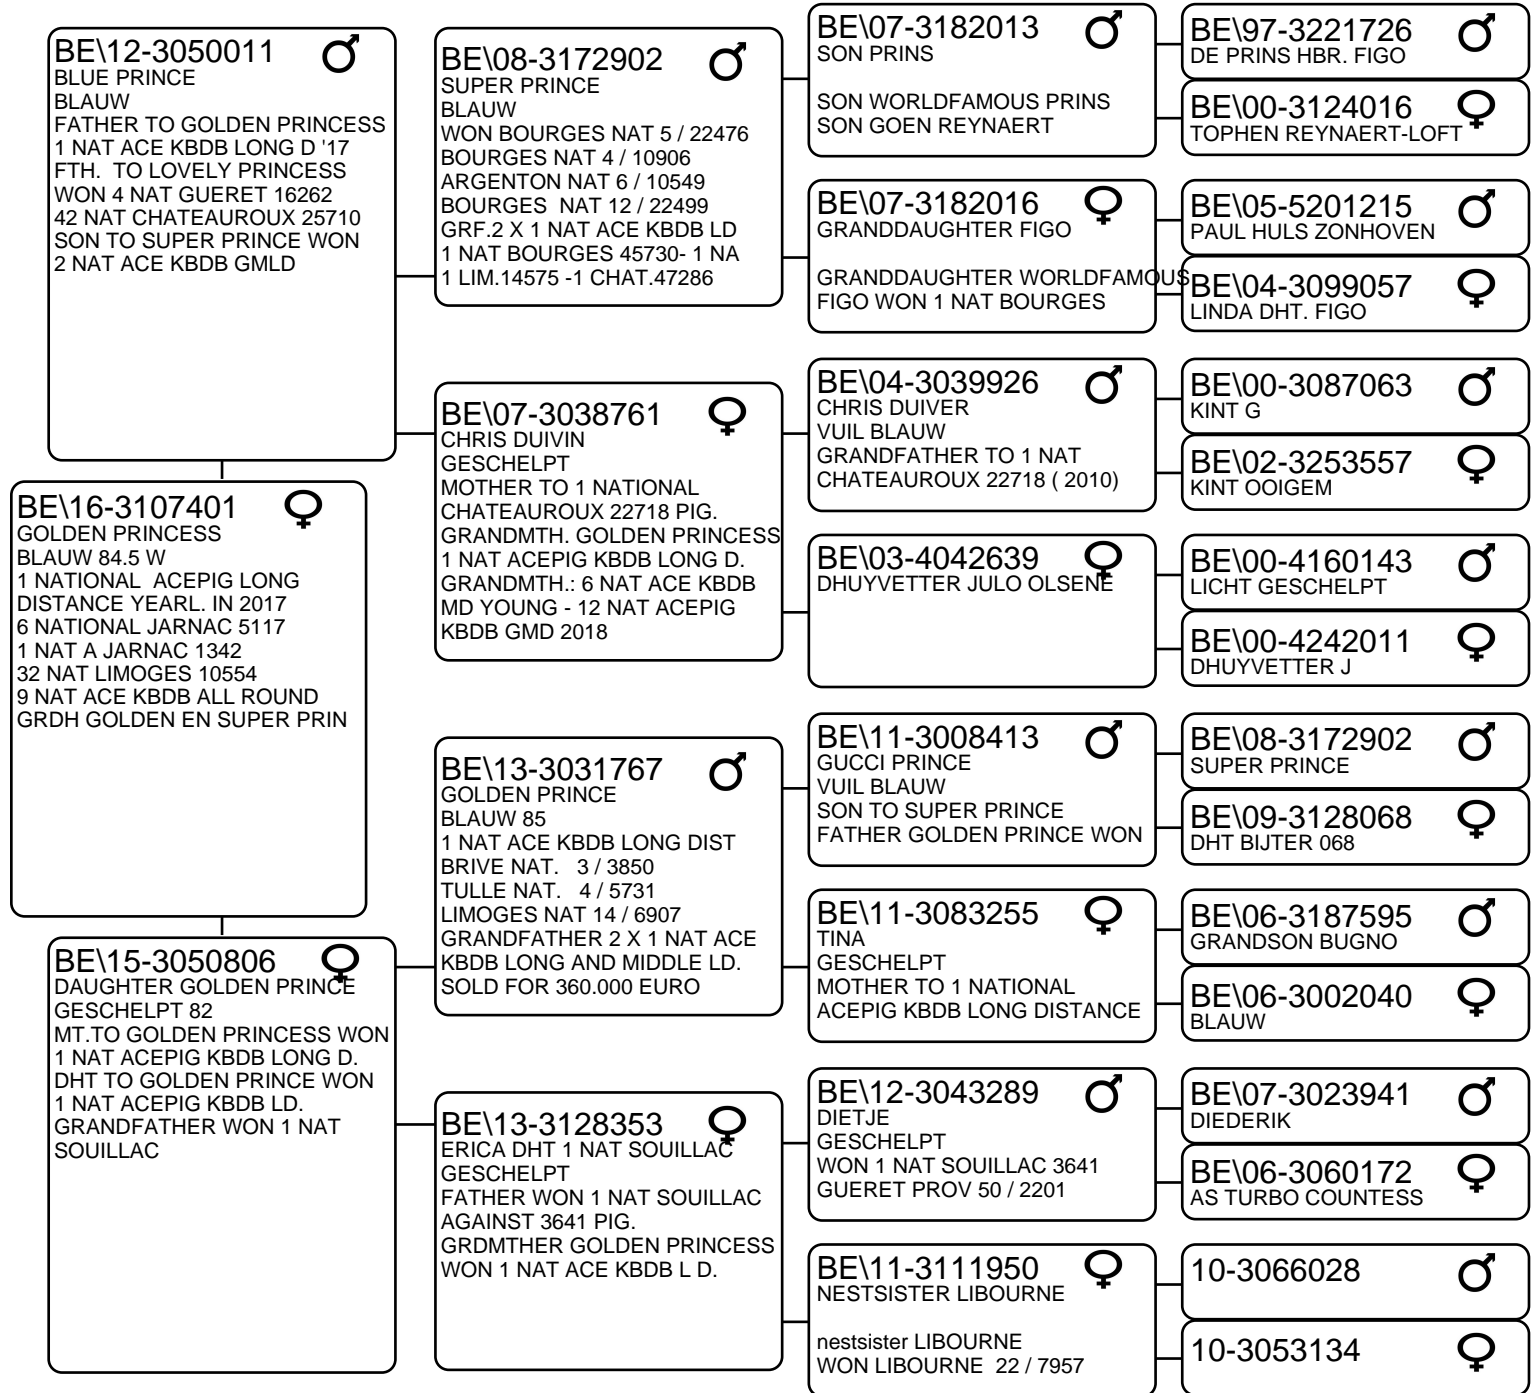 BE\12-3050011
BLUE PRINCE
BLAUW
FATHER TO GOLDEN PRINCESS
1 NAT ACE KBDB LONG D '17
FTH.  TO LOVELY PRINCESS
WON 4 NAT GUERET 16262
42 NAT CHATEAUROUX 25710
SON TO SUPER PRINCE WON
2 NAT ACE KBDB GMLD
BE\16-3107401
GOLDEN PRINCESS
BLAUW 84.5 W
1 NATIONAL  ACEPIG LONG
DISTANCE YEARL. IN 2017
6 NATIONAL JARNAC 5117
1 NAT A JARNAC 1342
32 NAT LIMOGES 10554
9 NAT ACE KBDB ALL ROUND
GRDH GOLDEN EN SUPER PRIN
BE\15-3050806
DAUGHTER GOLDEN PRINCE
GESCHELPT 82
MT.TO GOLDEN PRINCESS WON
1 NAT ACEPIG KBDB LONG D.
DHT TO GOLDEN PRINCE WON
1 NAT ACEPIG KBDB LD.
GRANDFATHER WON 1 NAT
SOUILLAC
BE\08-3172902
SUPER PRINCE
BLAUW
WON BOURGES NAT 5 / 22476
BOURGES NAT 4 / 10906
ARGENTON NAT 6 / 10549
BOURGES  NAT 12 / 22499
GRF.2 X 1 NAT ACE KBDB LD
1 NAT BOURGES 45730- 1 NA
1 LIM.14575 -1 CHAT.47286
BE\07-3038761
CHRIS DUIVIN
GESCHELPT
MOTHER TO 1 NATIONAL
CHATEAUROUX 22718 PIG.
GRANDMTH. GOLDEN PRINCESS
1 NAT ACEPIG KBDB LONG D.
GRANDMTH.: 6 NAT ACE KBDB
MD YOUNG - 12 NAT ACEPIG
KBDB GMD 2018
BE\13-3031767
GOLDEN PRINCE
BLAUW 85
1 NAT ACE KBDB LONG DIST
BRIVE NAT.   3 / 3850
TULLE NAT.   4 / 5731
LIMOGES NAT 14 / 6907
GRANDFATHER 2 X 1 NAT ACE
KBDB LONG AND MIDDLE LD.
SOLD FOR 360.000 EURO
BE\13-3128353
ERICA DHT 1 NAT SOUILLAC
GESCHELPT
FATHER WON 1 NAT SOUILLAC
AGAINST 3641 PIG.
GRDMTHER GOLDEN PRINCESS
WON 1 NAT ACE KBDB L D.
BE\07-3182013
SON PRINS
SON WORLDFAMOUS PRINS
SON GOEN REYNAERT
BE\07-3182016
GRANDDAUGHTER FIGO
GRANDDAUGHTER WORLDFAMOUS
FIGO WON 1 NAT BOURGES
BE\04-3039926
CHRIS DUIVER
VUIL BLAUW
GRANDFATHER TO 1 NAT
CHATEAUROUX 22718 ( 2010)
BE\03-4042639
DHUYVETTER JULO OLSENE
BE\11-3008413
GUCCI PRINCE
VUIL BLAUW
SON TO SUPER PRINCE
FATHER GOLDEN PRINCE WON
BE\11-3083255
TINA
GESCHELPT
MOTHER TO 1 NATIONAL
ACEPIG KBDB LONG DISTANCE
BE\12-3043289
DIETJE
GESCHELPT
WON 1 NAT SOUILLAC 3641
GUERET PROV 50 / 2201
BE\11-3111950
NESTSISTER LIBOURNE
nestsister LIBOURNE
WON LIBOURNE  22 / 7957
BE\97-3221726
DE PRINS HBR. FIGO
BE\00-3124016
TOPHEN REYNAERT-LOFT
BE\05-5201215
PAUL HULS ZONHOVEN
BE\04-3099057
LINDA DHT. FIGO
BE\00-3087063
KINT G
BE\02-3253557
KINT OOIGEM
BE\00-4160143
LICHT GESCHELPT
BE\00-4242011
DHUYVETTER J
BE\08-3172902
SUPER PRINCE
BE\09-3128068
DHT BIJTER 068
BE\06-3187595
GRANDSON BUGNO
BE\06-3002040
BLAUW
BE\07-3023941
DIEDERIK
BE\06-3060172
AS TURBO COUNTESS
10-3066028
10-3053134